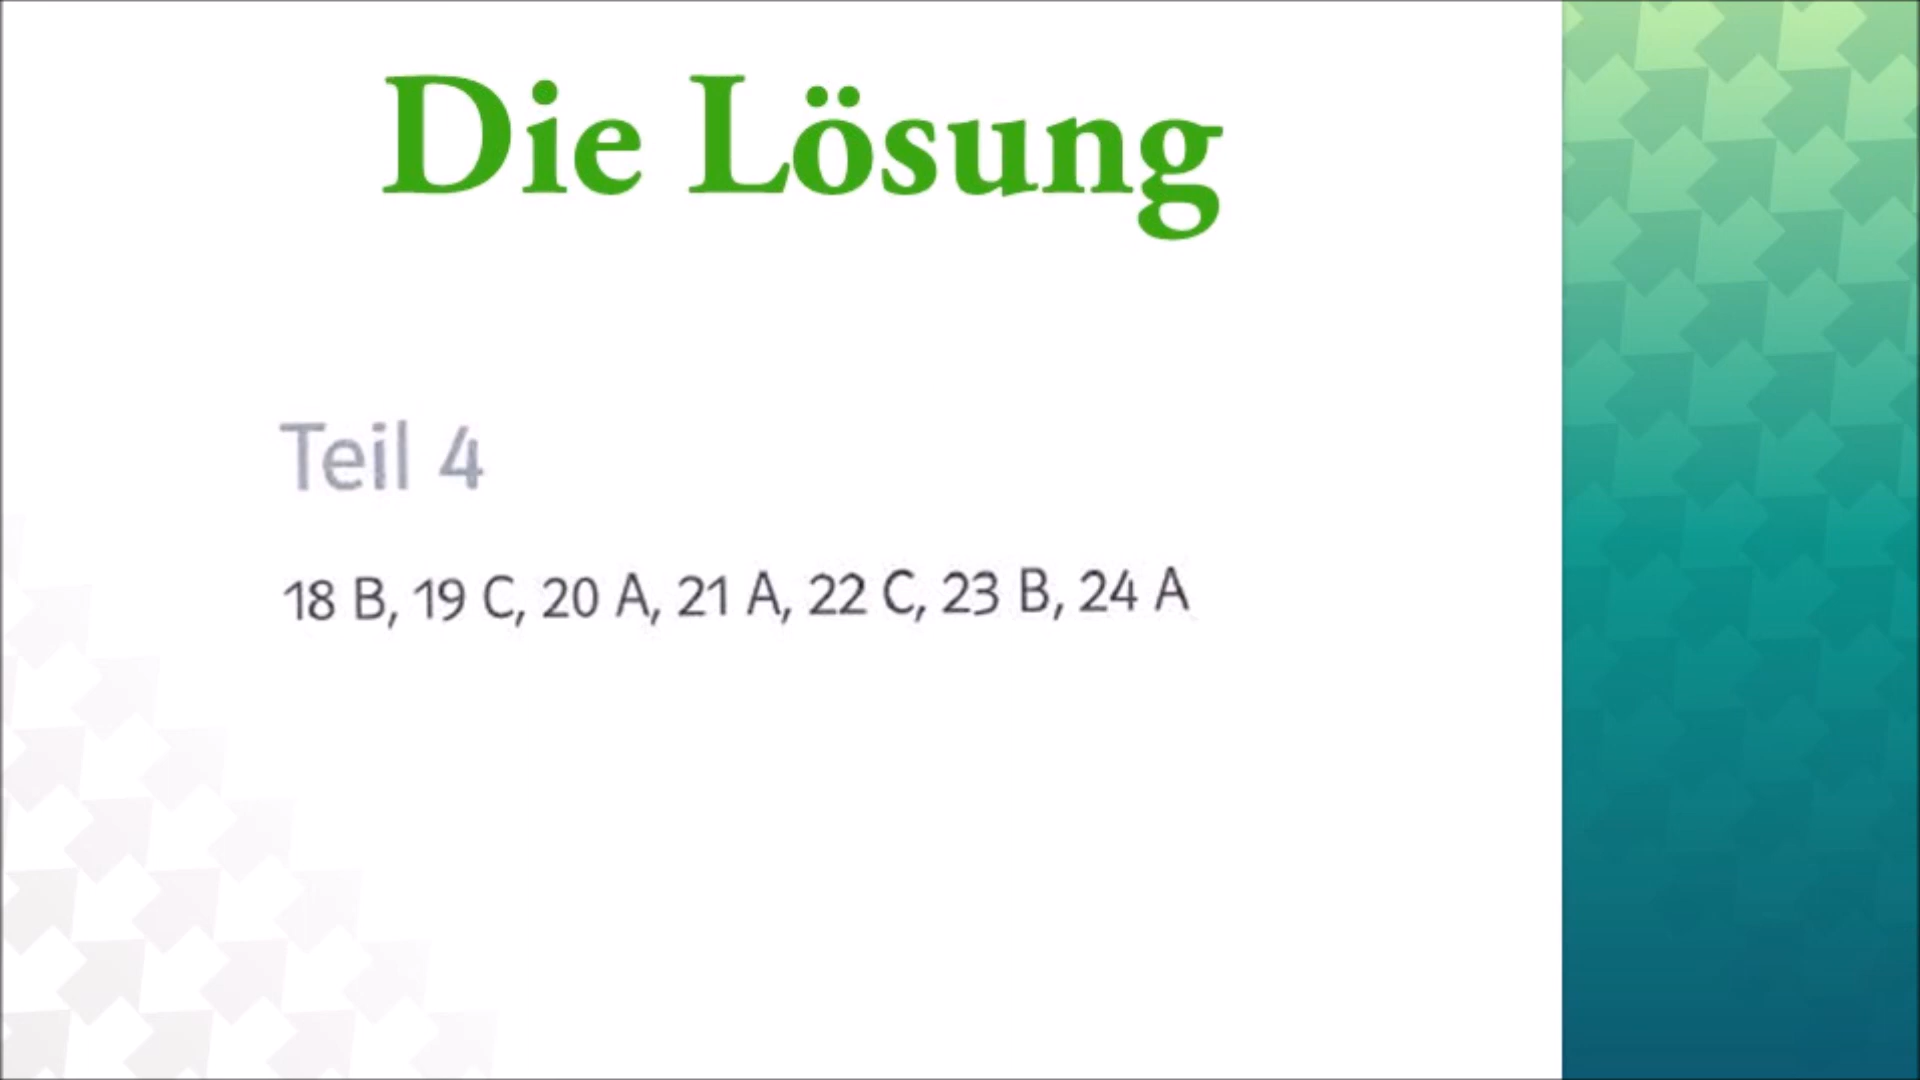 Die Lösung
Teil 4
18 B, 19 C, 20 A, 21 A, 22 C, 23 B, 24 A